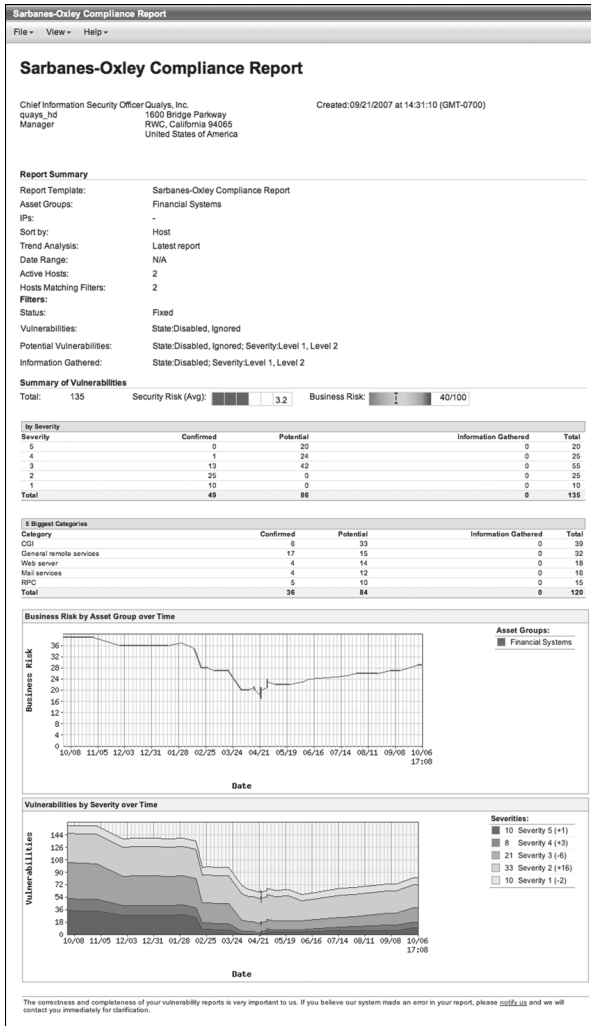 Sarbanes-Oxley Compliance Report
File View Help
Sarbanes-Oxley Compliance Report
Chief Information Security Officer Qualys, Inc. Created:09/21/2007 at 14:31:10 (GMT-0700)
quays_hd 1600 Bridge Parkway
Manager RWC, California 94065
United States of America
Report Summary
Report Template: Sarbanes-Oxley Compliance Report
Asset Groups: Financial Systems
IPs: -
Sort by: Host
Trend Analysis: Latest report
Date Range: N/A
Active Hosts: 2
Hosts Matching Filters: 2
Filters:
Status: Fixed
Vulnerabilities: State:Disabled, Ignored
Potential Vulnerabilities: State:Disabled, Ignored; Severity:Level 1, Level 2
Information Gathered: State:Disabled; Severity:Level 1, Level 2
Summary of Vulnerabilities
Total: 135 Security Risk (Avg): 3.2 Business Risk: 40/100
by Severity
Severity Confirmed Potential Information Gathered Total
5 0 20 0 20
4 1 24 0 25
3 13 42 0 55
2 25 0 0 25
1 10 0 0 10
Total 49 86 0 135
5 Biggest Categories
Category Confirmed Potential Information Gathered Total
CGI 6 33 0 39
General remote services 17 15 0 32
Web server 4 14 0 18
Mail services 4 12 0 16
RPC 5 10 0 15
Total 36 84 0 120
Business Risk by Asset Group over Time
Asset Groups:
Financial Systems
Business Risk
36
32
28
24
20
16
12
8
4
0
10/08 11/05 12/03 12/31 01/28 02/25 03/24 04/21 05/19 06/16 07/14 08/11 09/08 10/06
17:08
Date
Vulnerabilities by Severity over Time
Severities:
10 Severity 5 (+1)
8 Severity 4 (+3)
21 Severity 3 (-6)
33 Severity 2 (+16)
10 Severity 1 (-2)
Vulnerabilities
144
126
108
90
72
54
36
18
0
10/08 11/05 12/03 12/31 01/28 02/25 03/24 04/21 05/19 06/16 07/14 08/11 09/08 10/06
17:08
Date
The correctness and completeness of your vulnerability reports is very important to us. If you believe our system made an error in your report, please notify us and we will
contact you immediately for clarification.